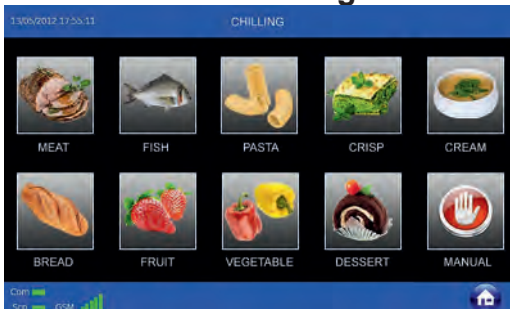 13/05/2012 17:55:11
CHILLING
MEAT FISH PASTA CRISP CREAM
BREAD FRUIT VEGETABLE DESSERT MANUAL
Com
Scp GSM